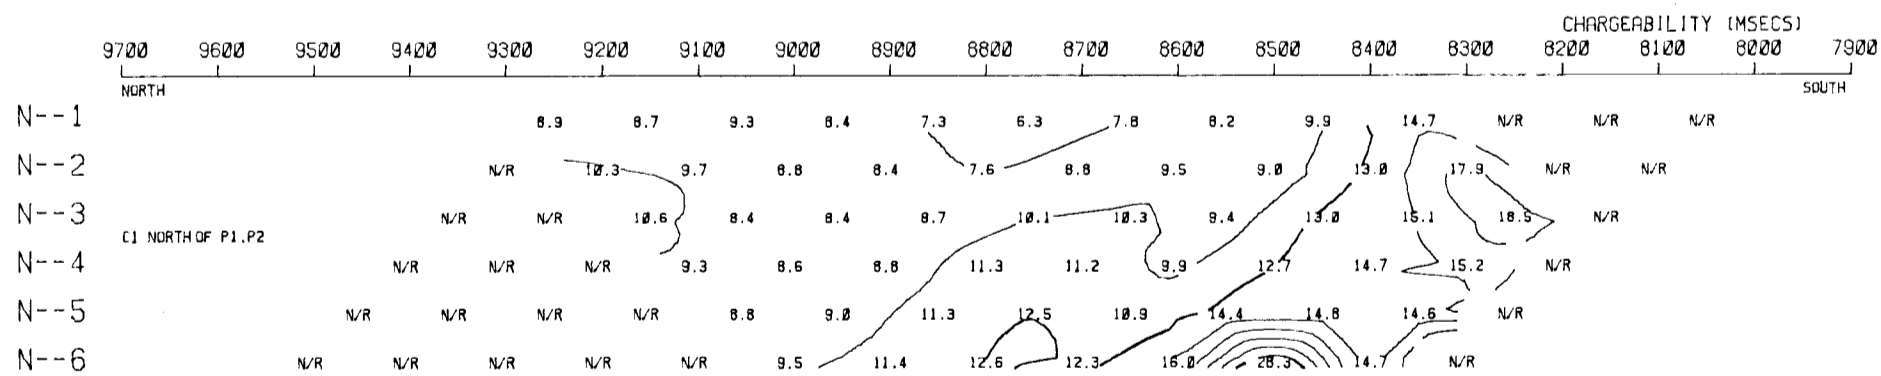 CHARGEABILITY (MSECS)
9700 9600 9500 9400 9300 9200 9100 9000 8900 8800 8700 8600 8500 8400 8300 8200 8100 8000 7900
NORTH SOUTH
N--1 8.9 8.7 9.3 8.4 7.3 6.3 7.8 8.2 9.9 14.7 N/R N/R N/R
N--2 N/R 10.3 9.7 8.8 8.4 7.6 8.8 9.5 9.0 13.0 17.9 N/R N/R
N--3 N/R N/R 10.6 8.4 8.4 8.7 10.1 10.3 9.4 13.0 15.1 18.5 N/R
C1 NORTH OF P1.P2
N--4 N/R N/R N/R 9.3 8.6 8.8 11.3 11.2 9.9 12.7 14.7 15.2 N/R
N--5 N/R N/R N/R N/R 8.8 9.0 11.3 12.5 10.9 14.4 14.8 14.6 N/R
N--6 N/R N/R N/R N/R N/R 9.5 11.4 12.6 12.3 16.0 28.3 14.7 N/R